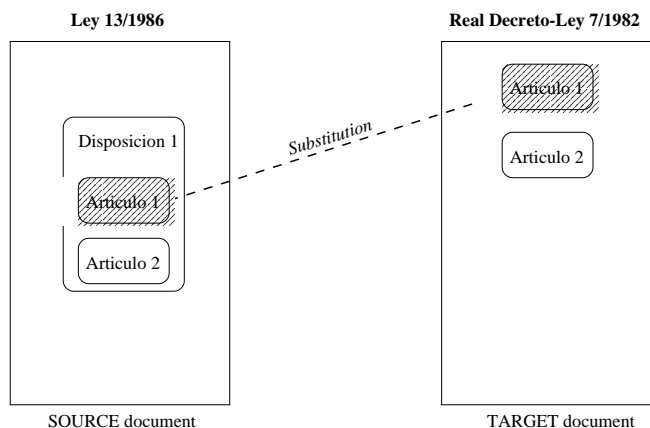 Ley 13/1986
Real Decreto-Ley 7/1982
Disposicion 1
Articulo 1
Articulo 2
Substitution
Articulo 1
Articulo 2
SOURCE document
TARGET document